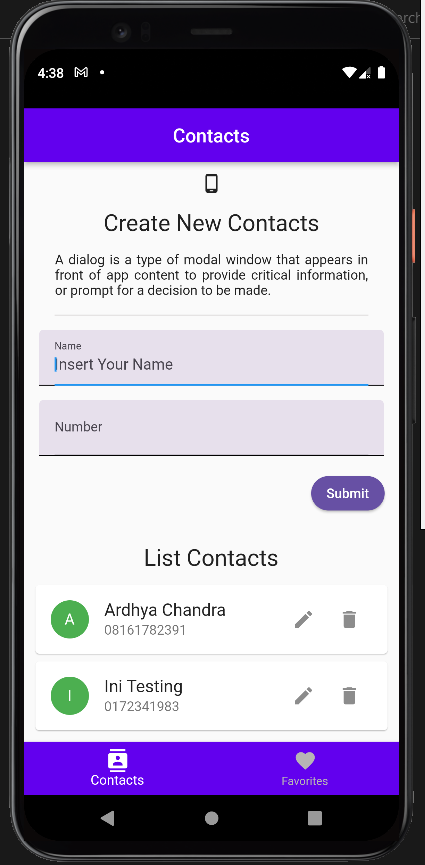 arch
4:38
Contacts
Create New Contacts
A dialog is a type of modal window that appears in
front of app content to provide critical information,
or prompt for a decision to be made.
Name
Insert Your Name
Number
Submit
List Contacts
A
Ardhya Chandra
08161782391
I
Ini Testing
0172341983
Contacts
Favorites